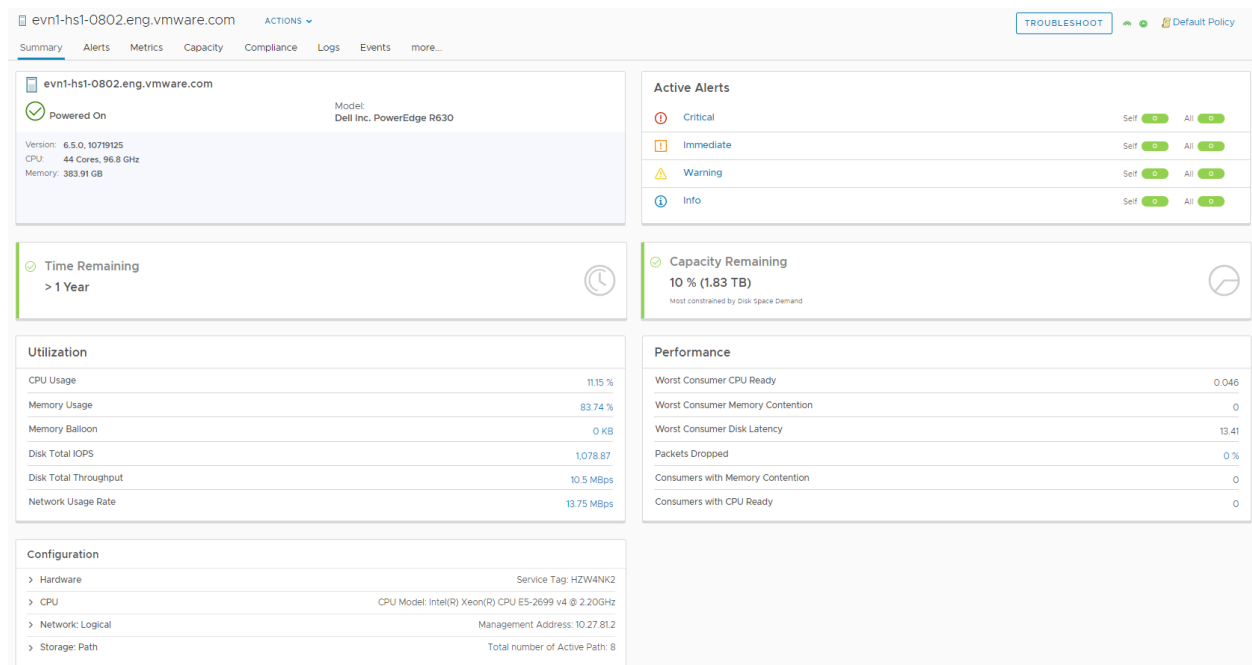 evn1-hs1-0802.eng.vmware.com ACTIONS TROUBLESHOOT Default Policy
Summary Alerts Metrics Capacity Compliance Logs Events more...
evn1-hs1-0802.eng.vmware.com
Powered On
Model:
Dell Inc. PowerEdge R630
Version: 6.5.0, 10719125
CPU: 44 Cores, 96.8 GHz
Memory: 383.91 GB
Active Alerts
Critical Self 0 All 0
Immediate Self 0 All 0
Warning Self 0 All 0
Info Self 0 All 0
Time Remaining
> 1 Year
Capacity Remaining
10 % (1.83 TB)
Most constrained by Disk Space Demand
Utilization
CPU Usage 11.15 %
Memory Usage 83.74 %
Memory Balloon 0 KB
Disk Total IOPS 1,078.87
Disk Total Throughput 10.5 MBps
Network Usage Rate 13.75 MBps
Performance
Worst Consumer CPU Ready 0.046
Worst Consumer Memory Contention 0
Worst Consumer Disk Latency 13.41
Packets Dropped 0 %
Consumers with Memory Contention 0
Consumers with CPU Ready 0
Configuration
Hardware Service Tag: HZW4NK2
CPU CPU Model: Intel(R) Xeon(R) CPU E5-2699 v4 @ 2.20GHz
Network: Logical Management Address: 10.27.81.2
Storage: Path Total number of Active Path: 8